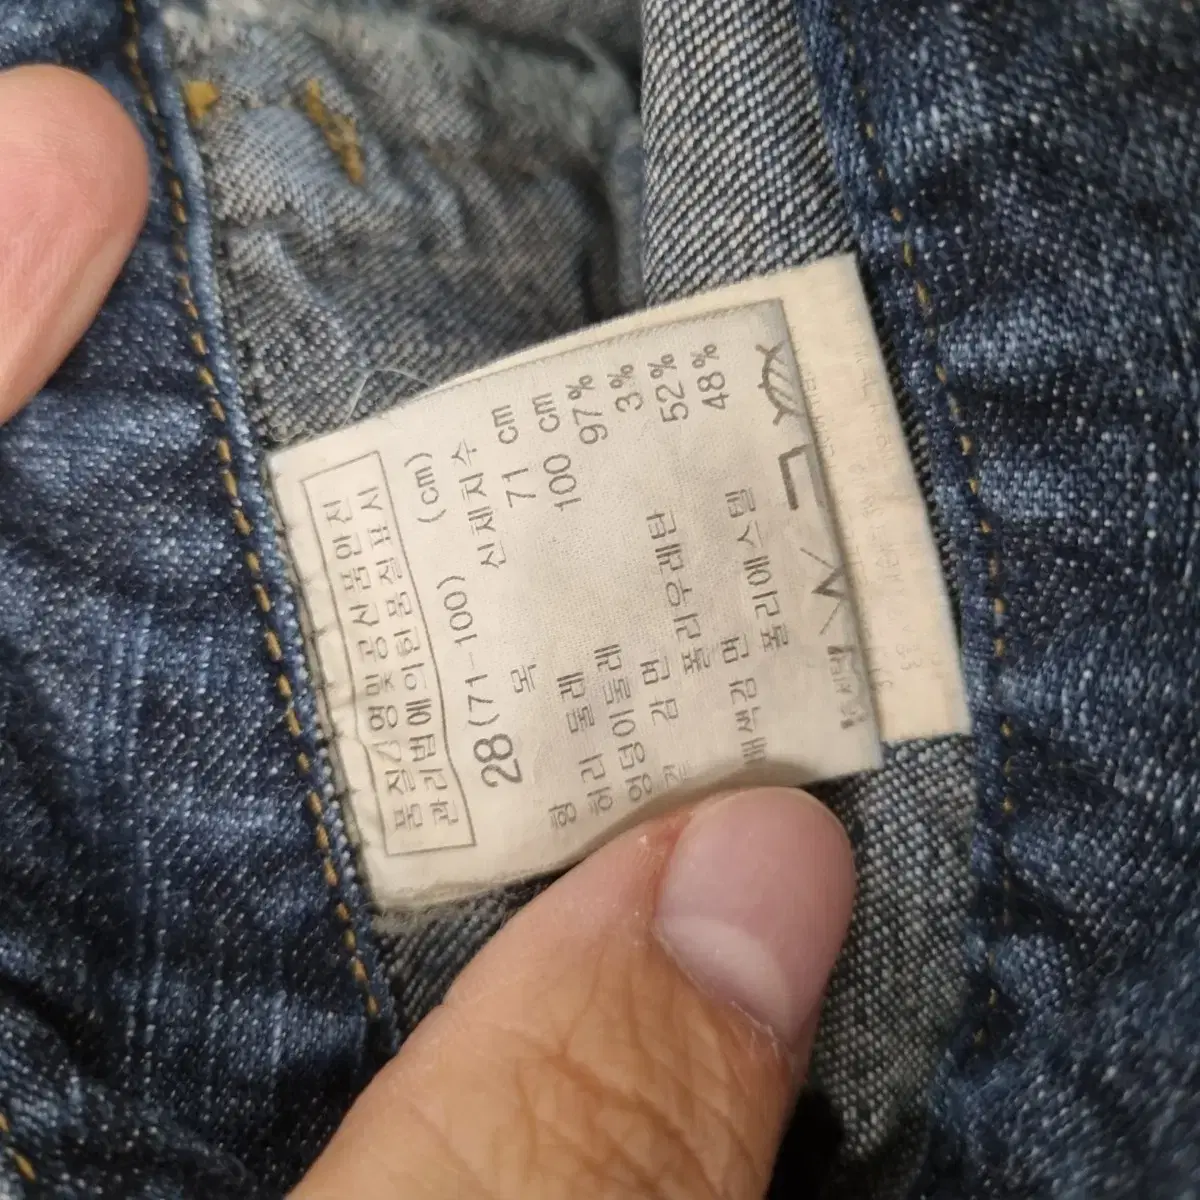 품질경영및공산품안전
관리법에의한품질표시
28(71-100) (cm)
항 목 신체치수
허리 둘레 71 cm
엉덩이둘레 100 cm
겉 감 면 97%
폴리우레탄 3%
배색감 면 52%
폴리에스텔 48%